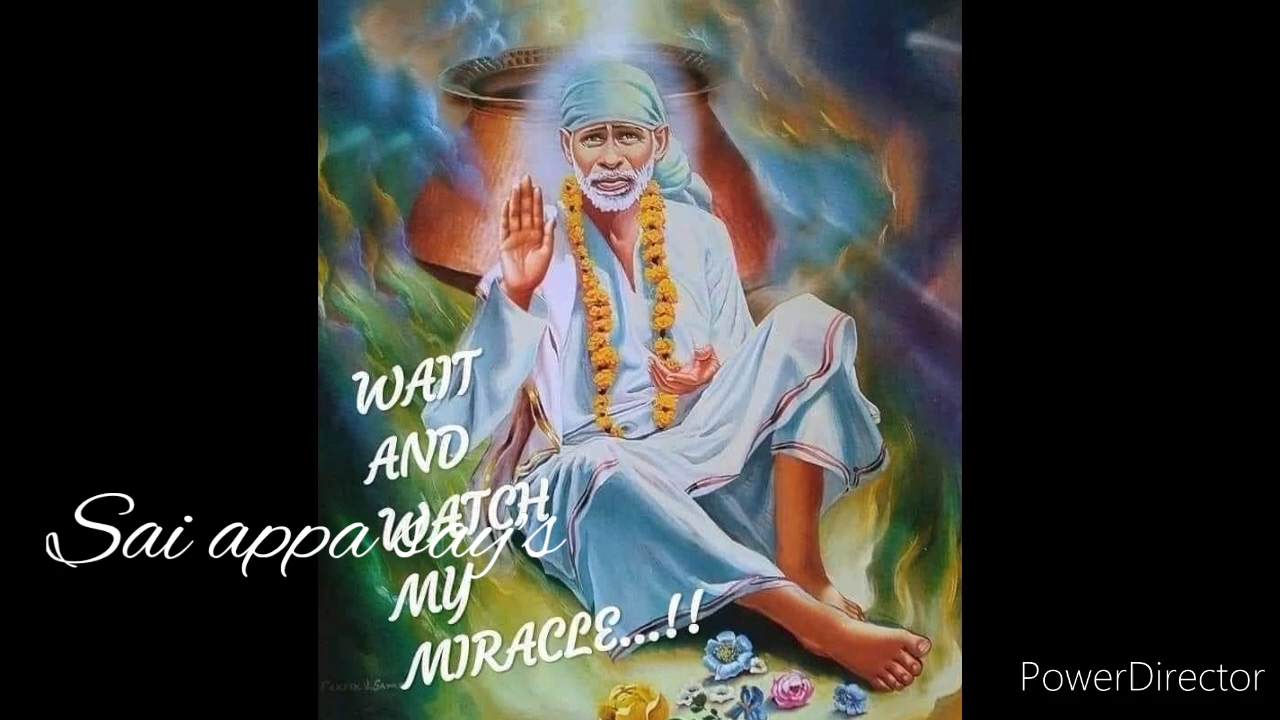 WAIT
AND
WATCH
MY
MIRACLE...!!
Sai appa say's
PowerDirector